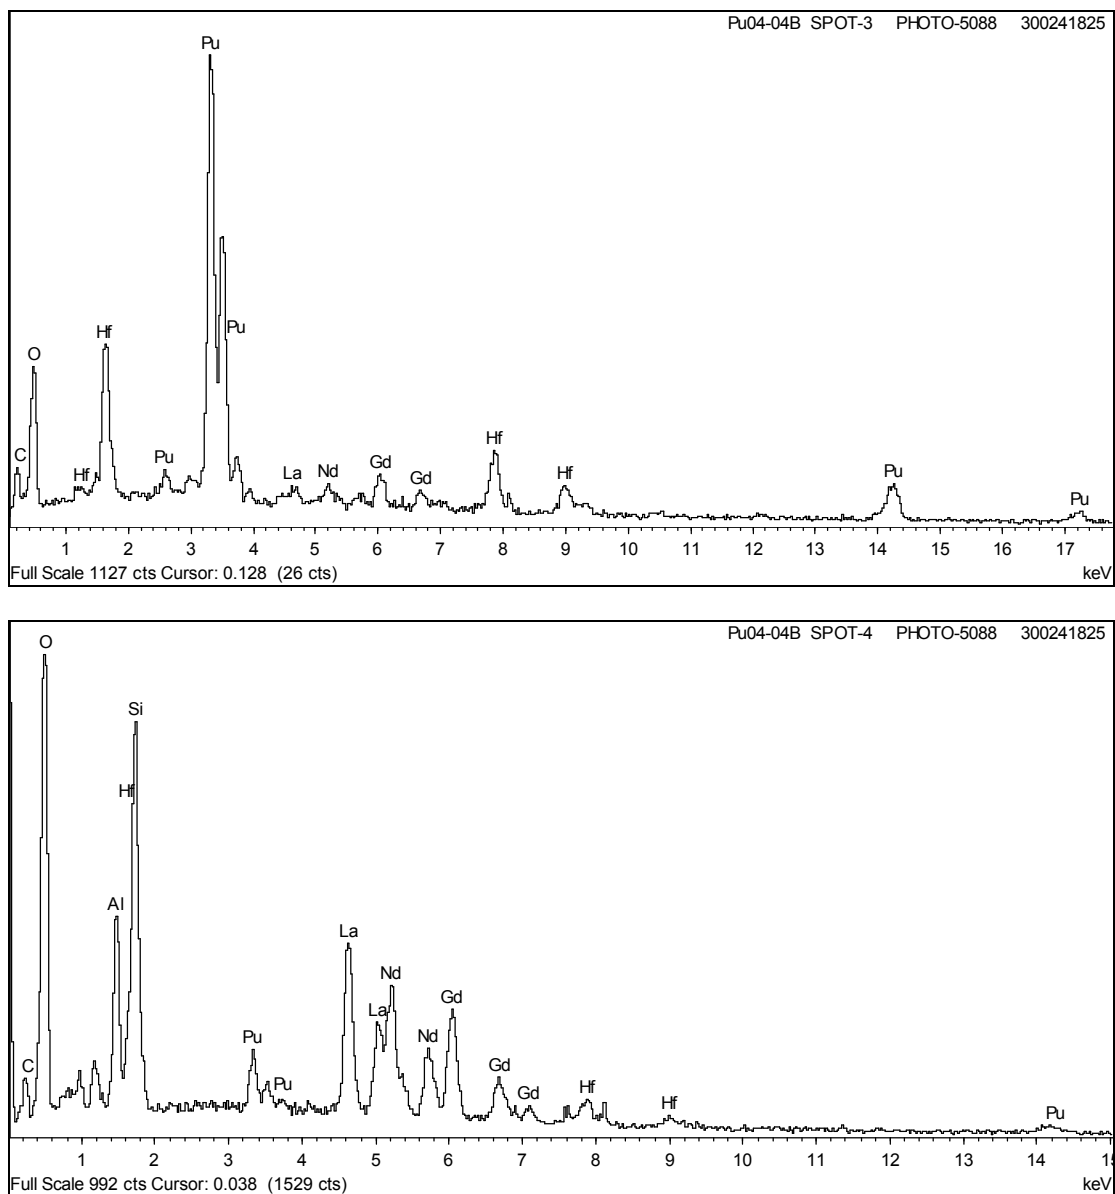 Pu04-04B SPOT-3 PHOTO-5088 300241825
Pu
Pu
Hf
O
C
Hf
Pu
La
Nd
Gd
Gd
Hf
Hf
Pu
Pu
1 2 3 4 5 6 7 8 9 10 11 12 13 14 15 16 17
Full Scale 1127 cts Cursor: 0.128 (26 cts) keV
Pu04-04B SPOT-4 PHOTO-5088 300241825
O
Si
Hf
Al
La
Nd
La
Gd
Nd
Pu
C
Pu
Gd
Gd
Hf
Hf
Pu
1 2 3 4 5 6 7 8 9 10 11 12 13 14 15
Full Scale 992 cts Cursor: 0.038 (1529 cts) keV